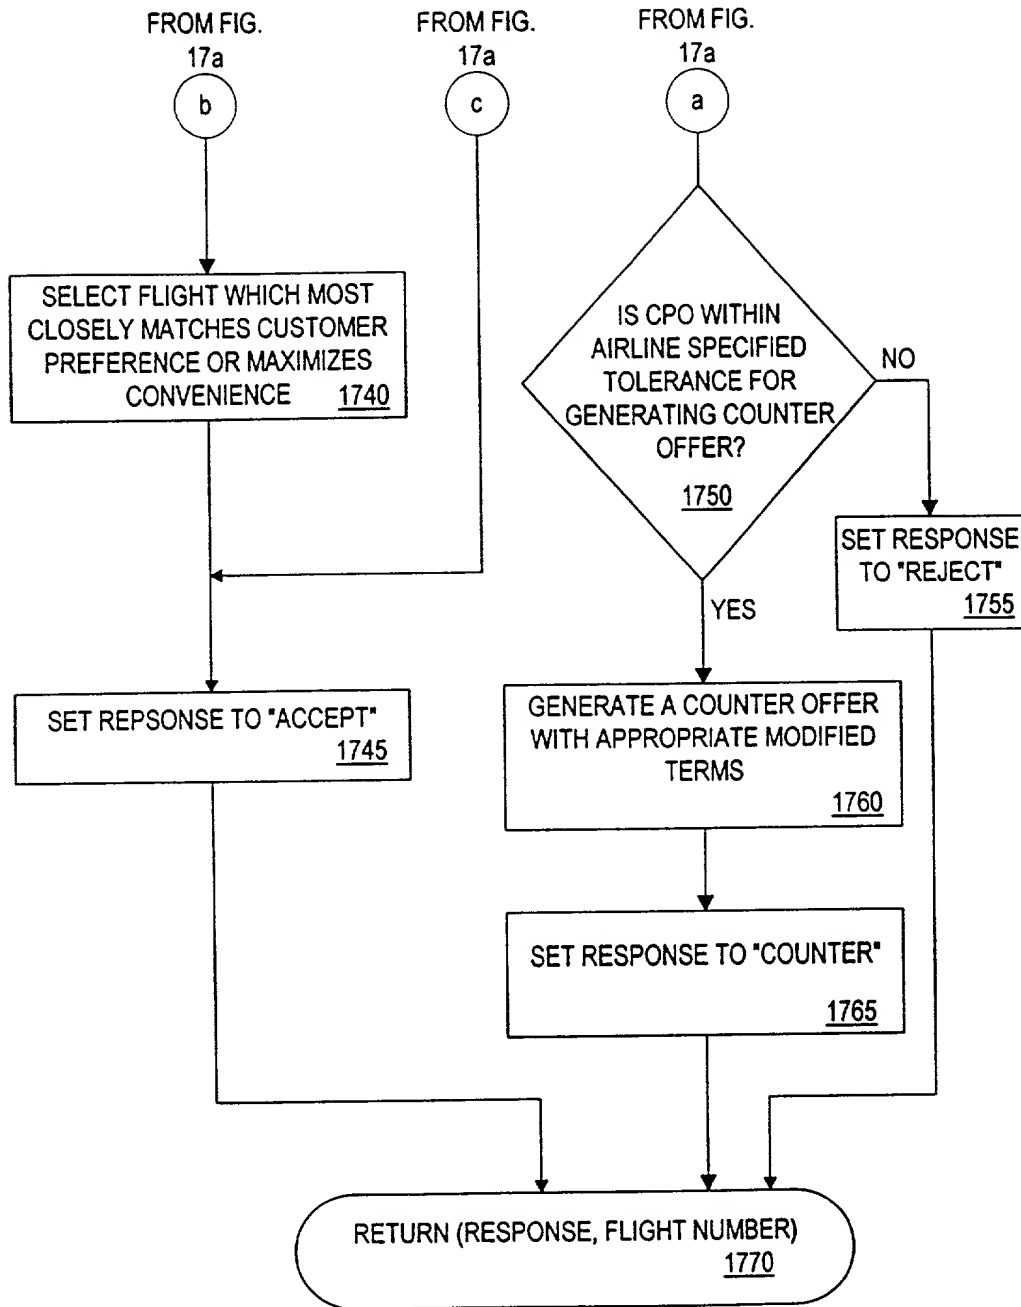 FROM FIG.
17a
b
FROM FIG.
17a
c
FROM FIG.
17a
a
SELECT FLIGHT WHICH MOST
CLOSELY MATCHES CUSTOMER
PREFERENCE OR MAXIMIZES
CONVENIENCE 1740
IS CPO WITHIN
AIRLINE SPECIFIED
TOLERANCE FOR
GENERATING COUNTER
OFFER?
1750
NO
YES
SET RESPONSE
TO "REJECT"
1755
SET REPSONSE TO "ACCEPT"
1745
GENERATE A COUNTER OFFER
WITH APPROPRIATE MODIFIED
TERMS
1760
SET RESPONSE TO "COUNTER"
1765
RETURN (RESPONSE, FLIGHT NUMBER)
1770